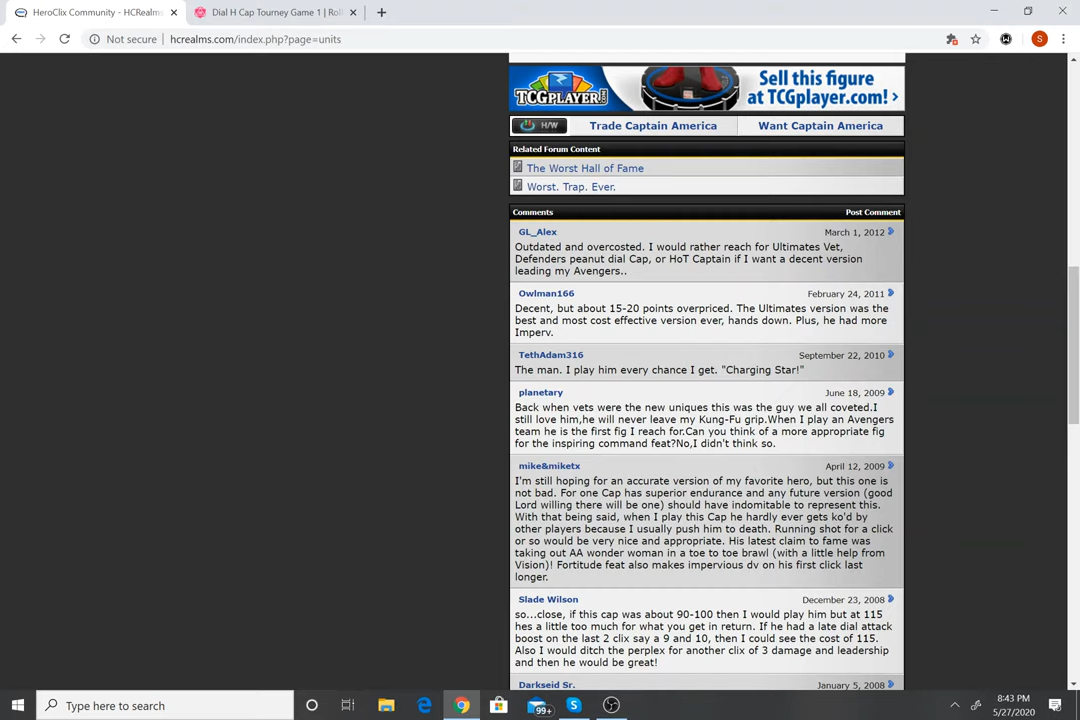 HeroClix Community - HCRealms
Dial H Cap Tourney Game 1 | Roll
Not secure
hcrealms.com/index.php?page=units
S
TCGPLAYER.COM
Sell this figure
at TCGplayer.com!
H/W
Trade Captain America
Want Captain America
Related Forum Content
The Worst Hall of Fame
Worst. Trap. Ever.
Comments
Post Comment
GL_Alex
March 1, 2012
Outdated and overcosted. I would rather reach for Ultimates Vet,
Defenders peanut dial Cap, or HoT Captain if I want a decent version
leading my Avengers..
Owlman166
February 24, 2011
Decent, but about 15-20 points overpriced. The Ultimates version was the
best and most cost effective version ever, hands down. Plus, he had more
Imperv.
TethAdam316
September 22, 2010
The man. I play him every chance I get. "Charging Star!"
planetary
June 18, 2009
Back when vets were the new uniques this was the guy we all coveted.I
still love him,he will never leave my Kung-Fu grip.When I play an Avengers
team he is the first fig I reach for.Can you think of a more appropriate fig
for the inspiring command feat?No,I didn't think so.
mike&miketx
April 12, 2009
I'm still hoping for an accurate version of my favorite hero, but this one is
not bad. For one Cap has superior endurance and any future version (good
Lord willing there will be one) should have indomitable to represent this.
With that being said, when I play this Cap he hardly ever gets ko'd by
other players because I usually push him to death. Running shot for a click
or so would be very nice and appropriate. His latest claim to fame was
taking out AA wonder woman in a toe to toe brawl (with a little help from
Vision)! Fortitude feat also makes impervious dv on his first click last
longer.
Slade Wilson
December 23, 2008
so...close, if this cap was about 90-100 then I would play him but at 115
hes a little too much for what you get in return. If he had a late dial attack
boost on the last 2 clix say a 9 and 10, then I could see the cost of 115.
Also I would ditch the perplex for another clix of 3 damage and leadership
and then he would be great!
Darkseid Sr.
January 5, 2008
Type here to search
99+
8:43 PM
5/27/2020